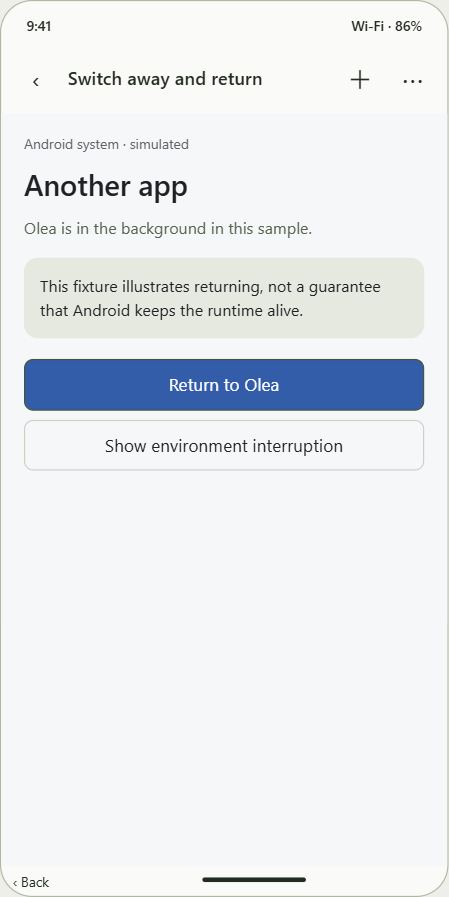 9:41
Wi-Fi · 86%
‹ Switch away and return + ...
Android system · simulated
Another app
Olea is in the background in this sample.
This fixture illustrates returning, not a guarantee
that Android keeps the runtime alive.
Return to Olea
Show environment interruption
‹ Back